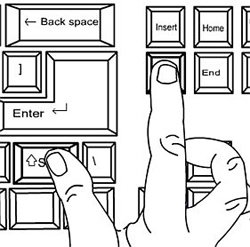 ← Back space
Insert
Home
]
End
Enter ↵
⇧S
\